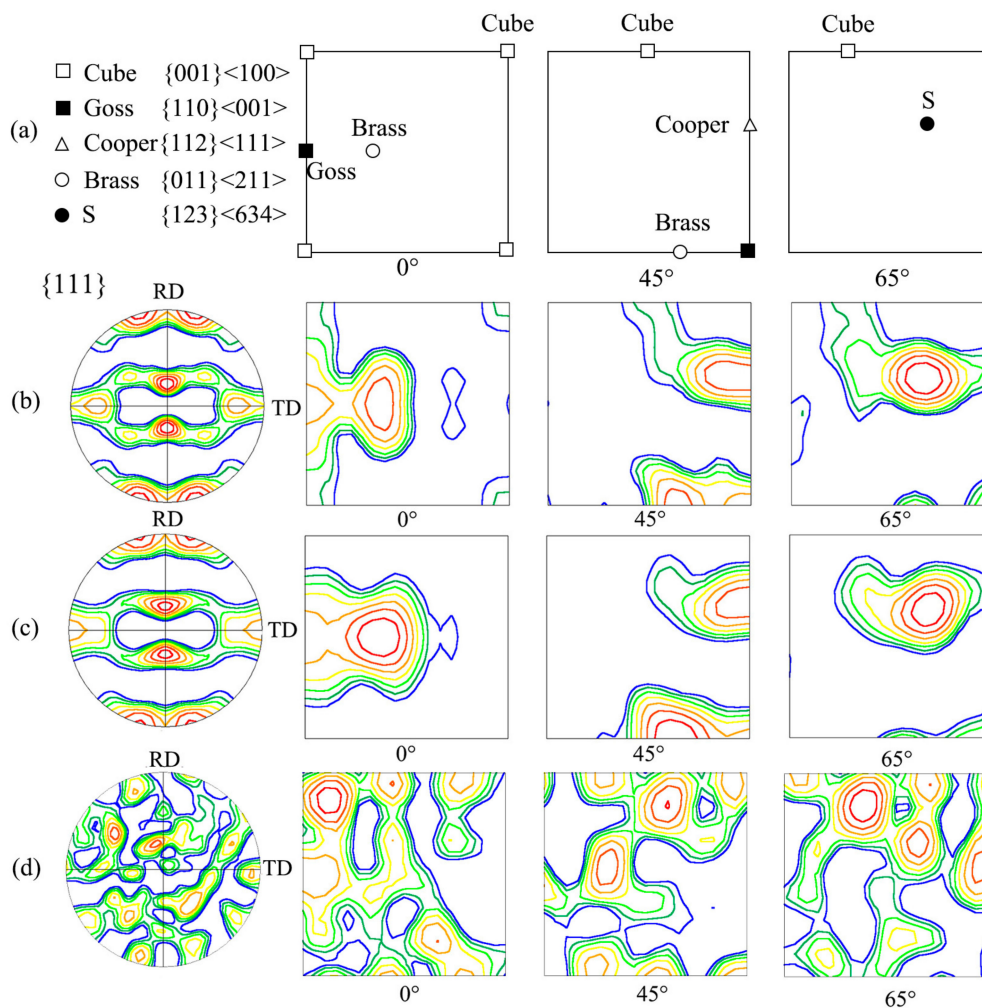 Cube
Cube
Cube
□ Cube {001}<100>
■ Goss {110}<001>
(a) △ Cooper {112}<111>
○ Brass {011}<211>
● S {123}<634>
Brass
Goss
0°
Cooper
Brass
45°
S
65°
{111}
RD
(b)
TD
0°
45°
65°
RD
(c)
TD
0°
45°
65°
RD
(d)
TD
0°
45°
65°